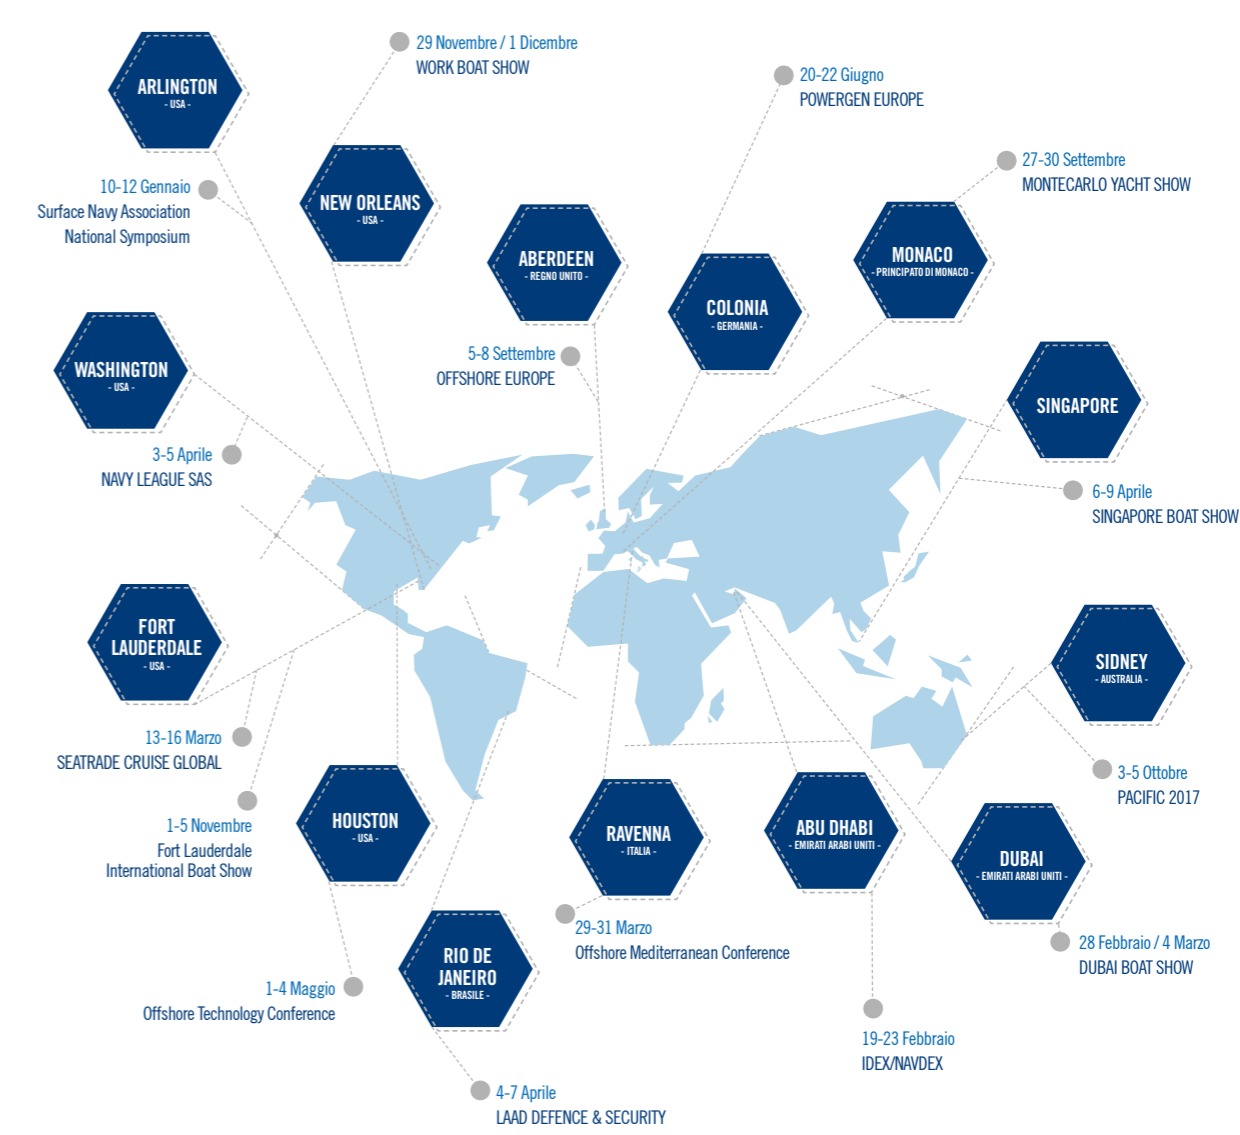 ARLINGTON
- USA -
10-12 Gennaio
Surface Navy Association
National Symposium
29 Novembre / 1 Dicembre
WORK BOAT SHOW
NEW ORLEANS
- USA -
20-22 Giugno
POWERGEN EUROPE
27-30 Settembre
MONTECARLO YACHT SHOW
ABERDEEN
- REGNO UNITO -
5-8 Settembre
OFFSHORE EUROPE
COLONIA
- GERMANIA -
MONACO
- PRINCIPATO DI MONACO -
WASHINGTON
- USA -
3-5 Aprile
NAVY LEAGUE SAS
SINGAPORE
6-9 Aprile
SINGAPORE BOAT SHOW
FORT
LAUDERDALE
- USA -
13-16 Marzo
SEATRADE CRUISE GLOBAL
1-5 Novembre
Fort Lauderdale
International Boat Show
SIDNEY
- AUSTRALIA -
3-5 Ottobre
PACIFIC 2017
HOUSTON
- USA -
1-4 Maggio
Offshore Technology Conference
RAVENNA
- ITALIA -
29-31 Marzo
Offshore Mediterranean Conference
ABU DHABI
- EMIRATI ARABI UNITI -
19-23 Febbraio
IDEX/NAVDEX
DUBAI
- EMIRATI ARABI UNITI -
28 Febbraio / 4 Marzo
DUBAI BOAT SHOW
RIO DE
JANEIRO
- BRASILE -
4-7 Aprile
LAAD DEFENCE & SECURITY